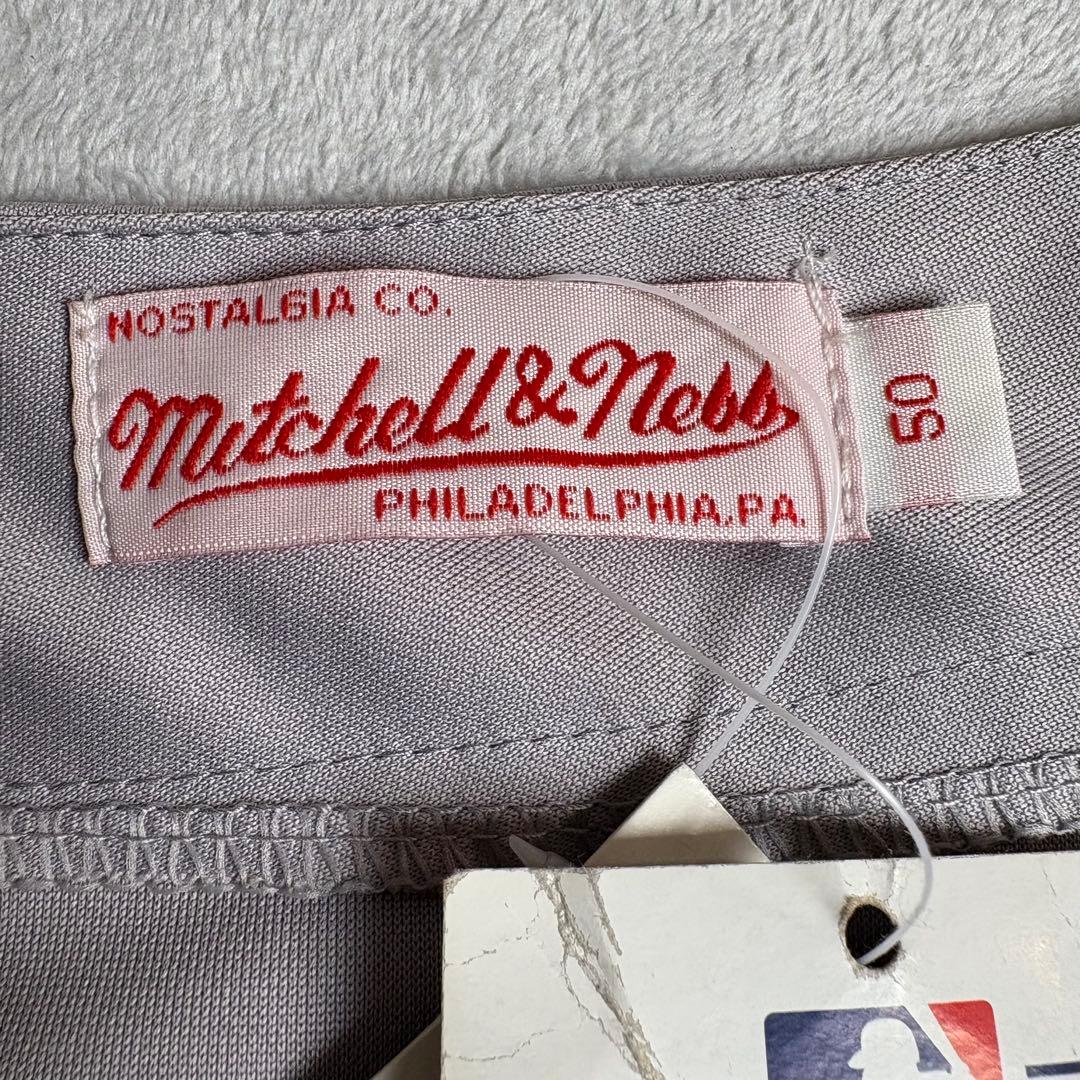 NOSTALGIA CO.
Mitchell & Ness
PHILADELPHIA, PA.
50